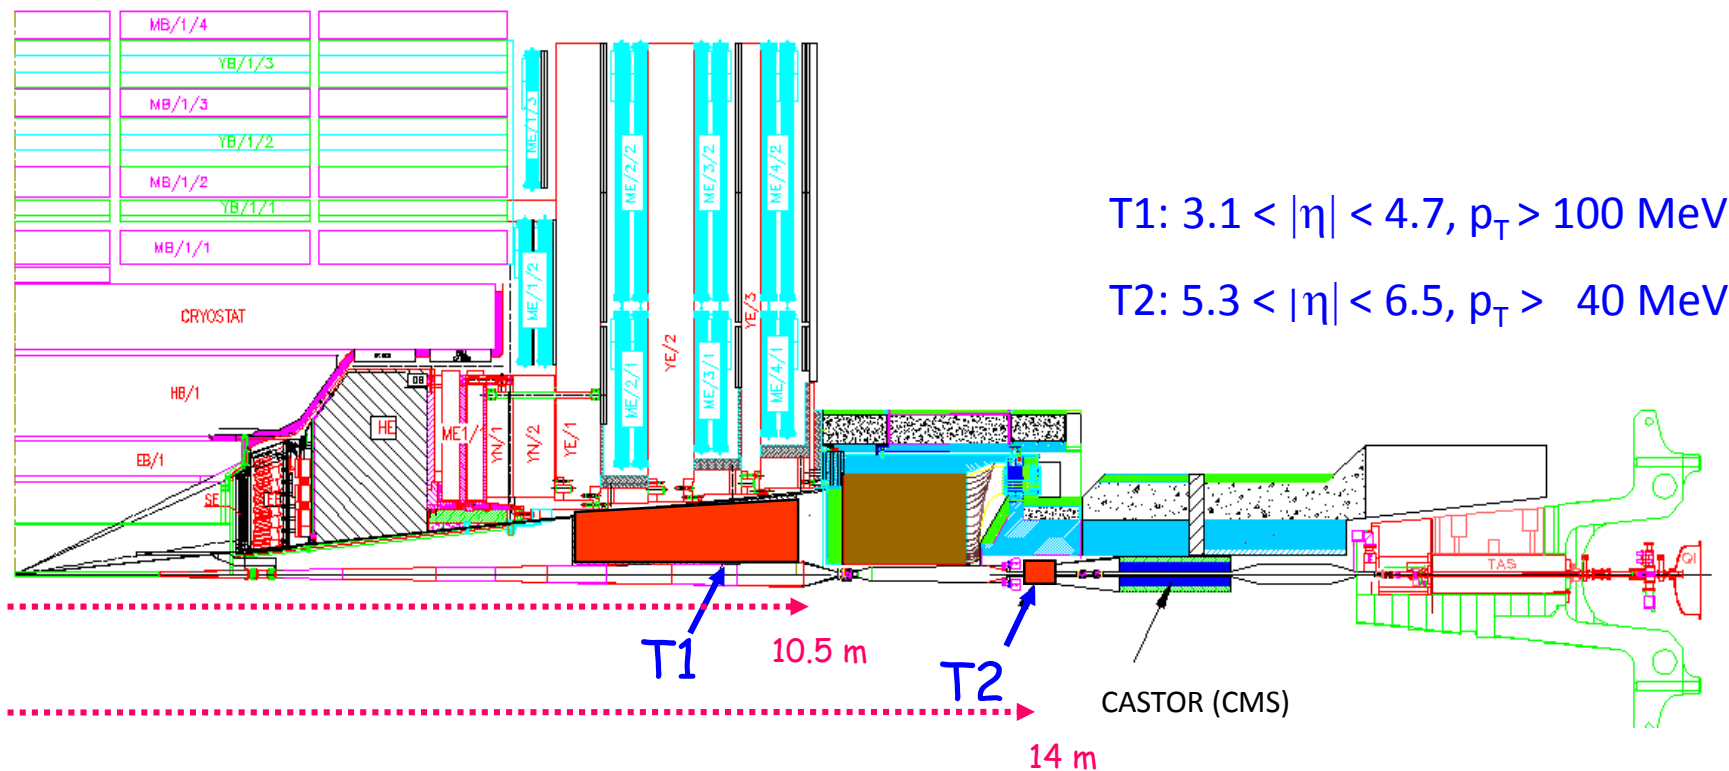 MB/1/4
YB/1/3
MB/1/3
YB/1/2
MB/1/2
YB/1/1
MB/1/1
CRYOSTAT
HB/1
EB/1
SE
HE
ME1/1
YN/1
YN/2
YE/1
ME/1/3
ME/1/2
ME/2/2
ME/2/1
YE/2
ME/3/2
ME/3/1
YE/3
ME/4/2
ME/4/1
T1: 3.1 < |η| < 4.7, pT > 100 MeV
T2: 5.3 < |η| < 6.5, pT > 40 MeV
TAS
Q1
T1
10.5 m
T2
CASTOR (CMS)
14 m